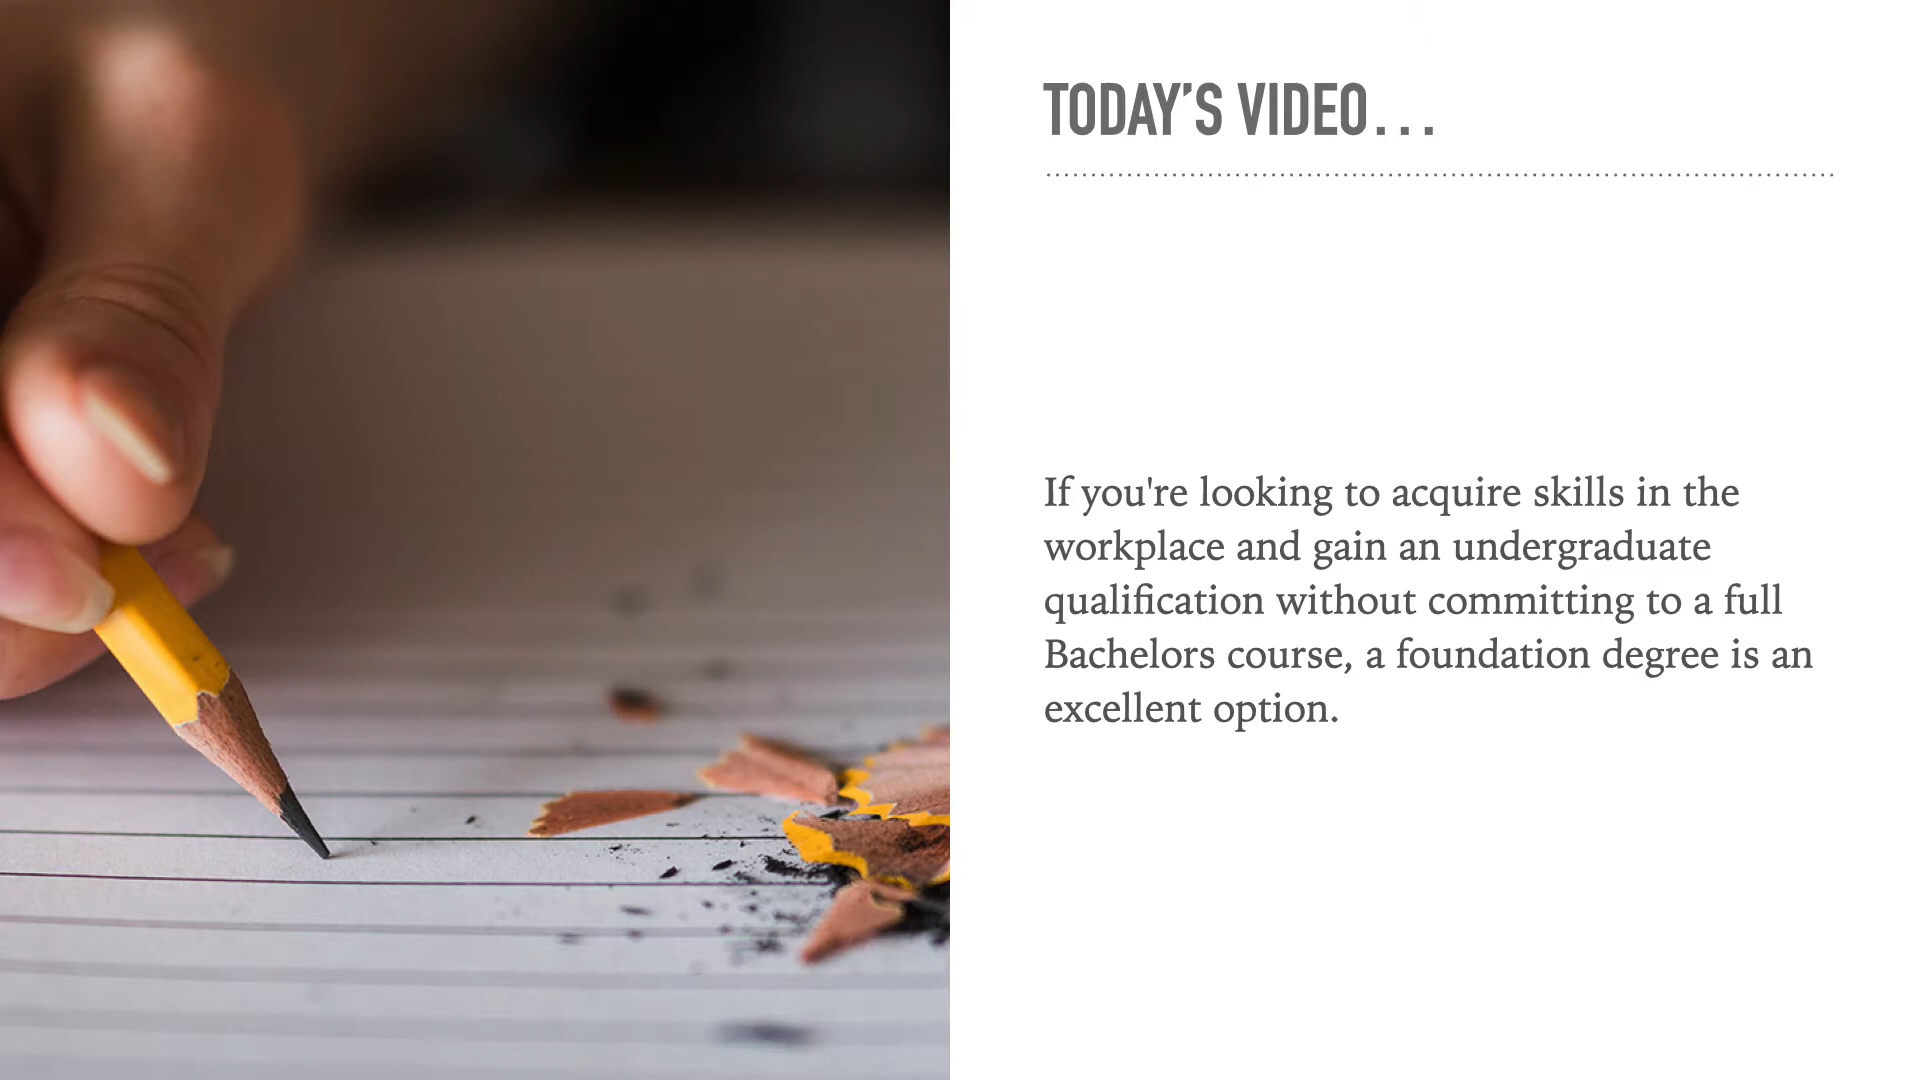 TODAY’S VIDEO...
If you're looking to acquire skills in the
workplace and gain an undergraduate
qualification without committing to a full
Bachelors course, a foundation degree is an
excellent option.